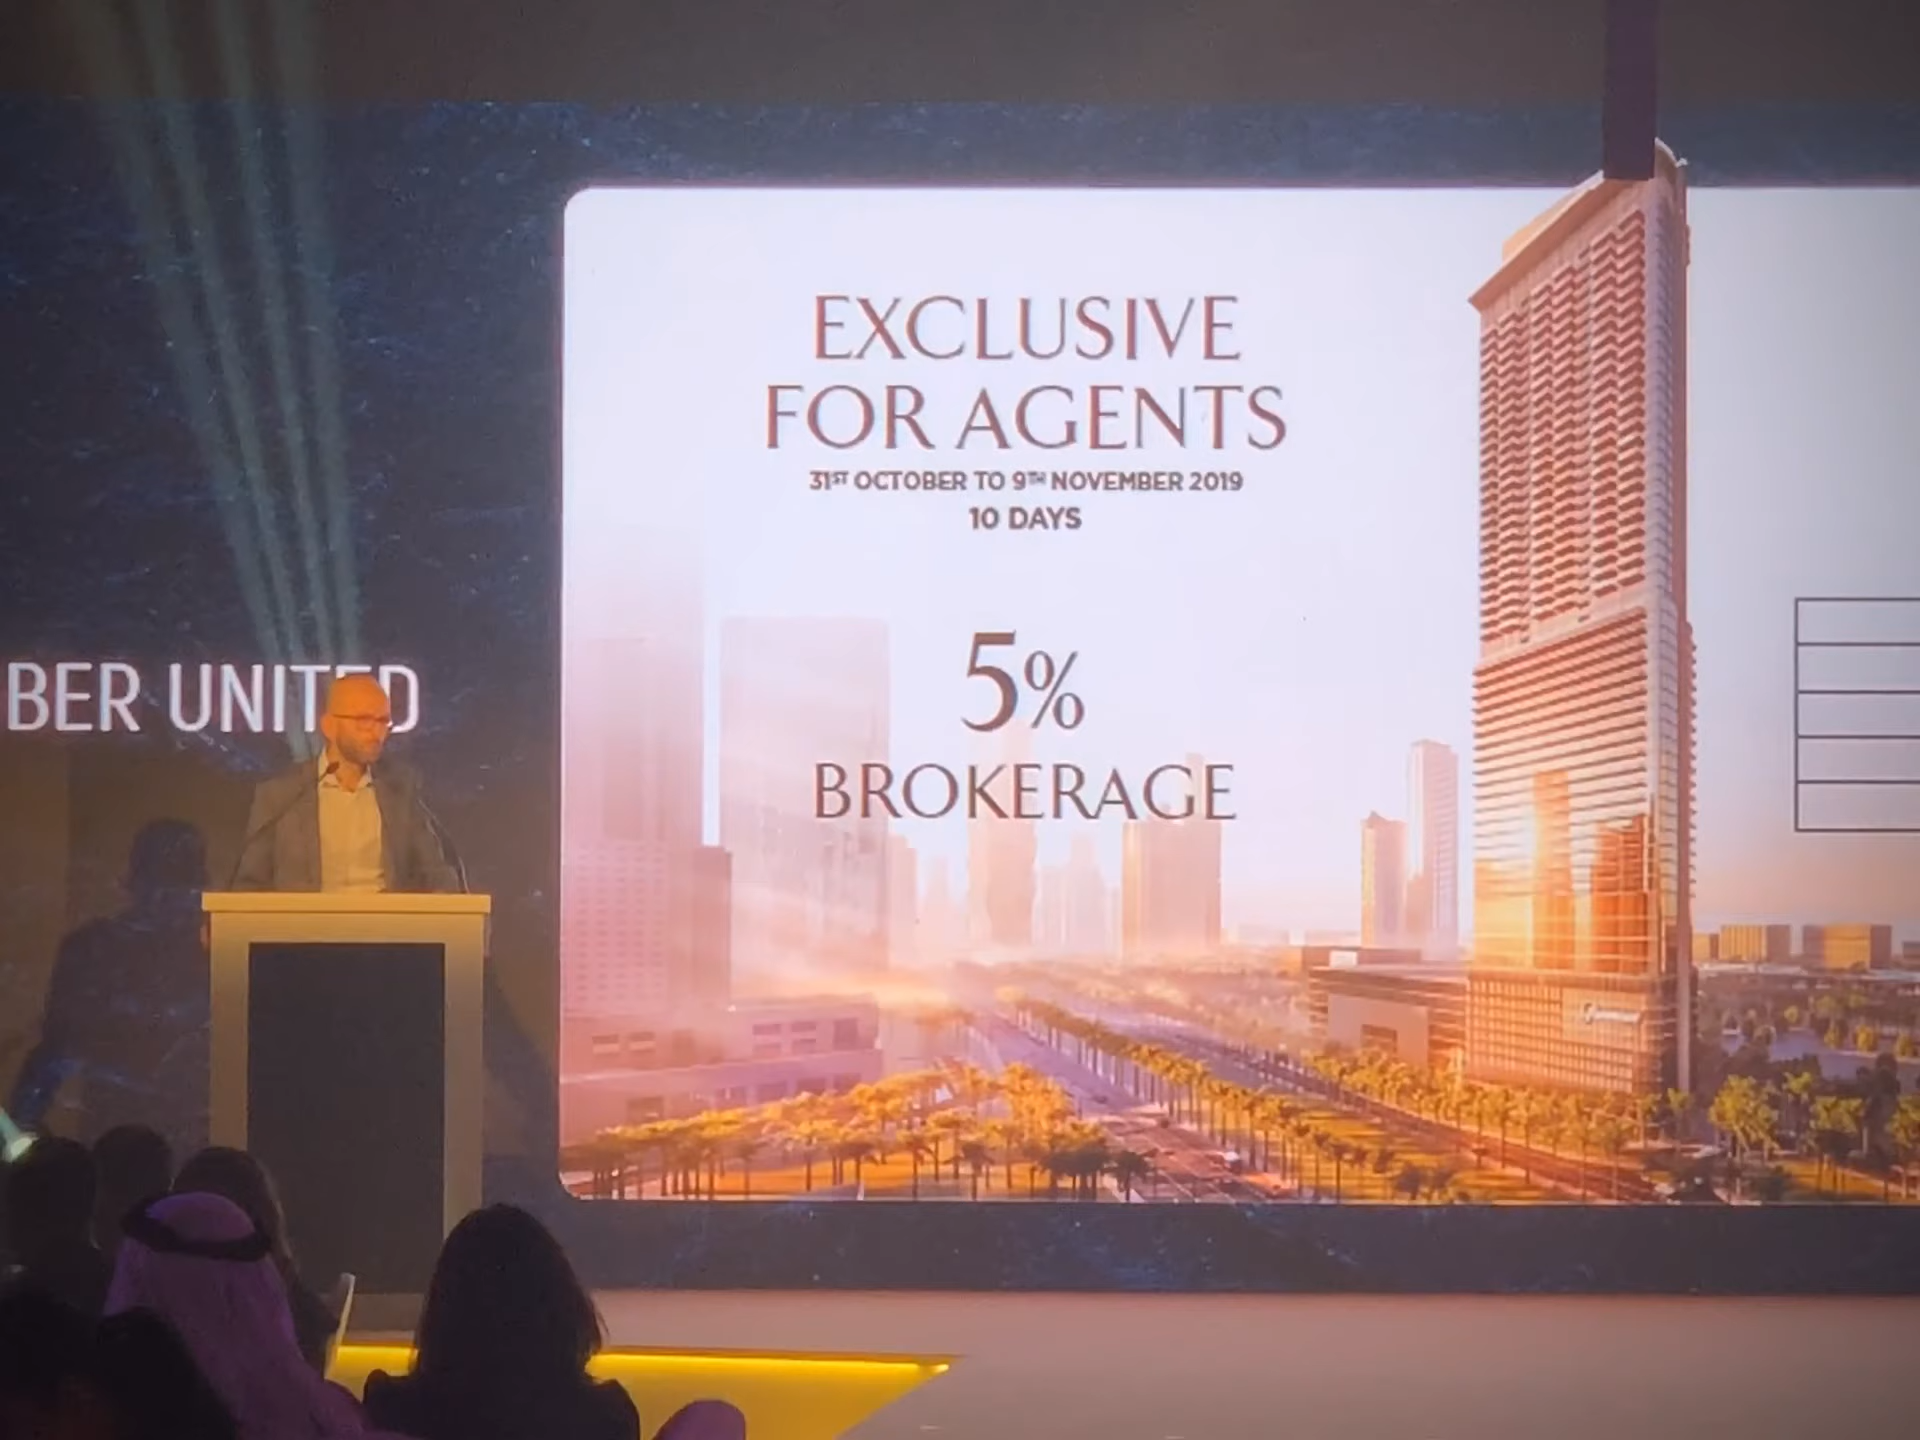 EXCLUSIVE
FOR AGENTS
31ST OCTOBER TO 9TH NOVEMBER 2019
10 DAYS
5%
BROKERAGE
BER UNITED